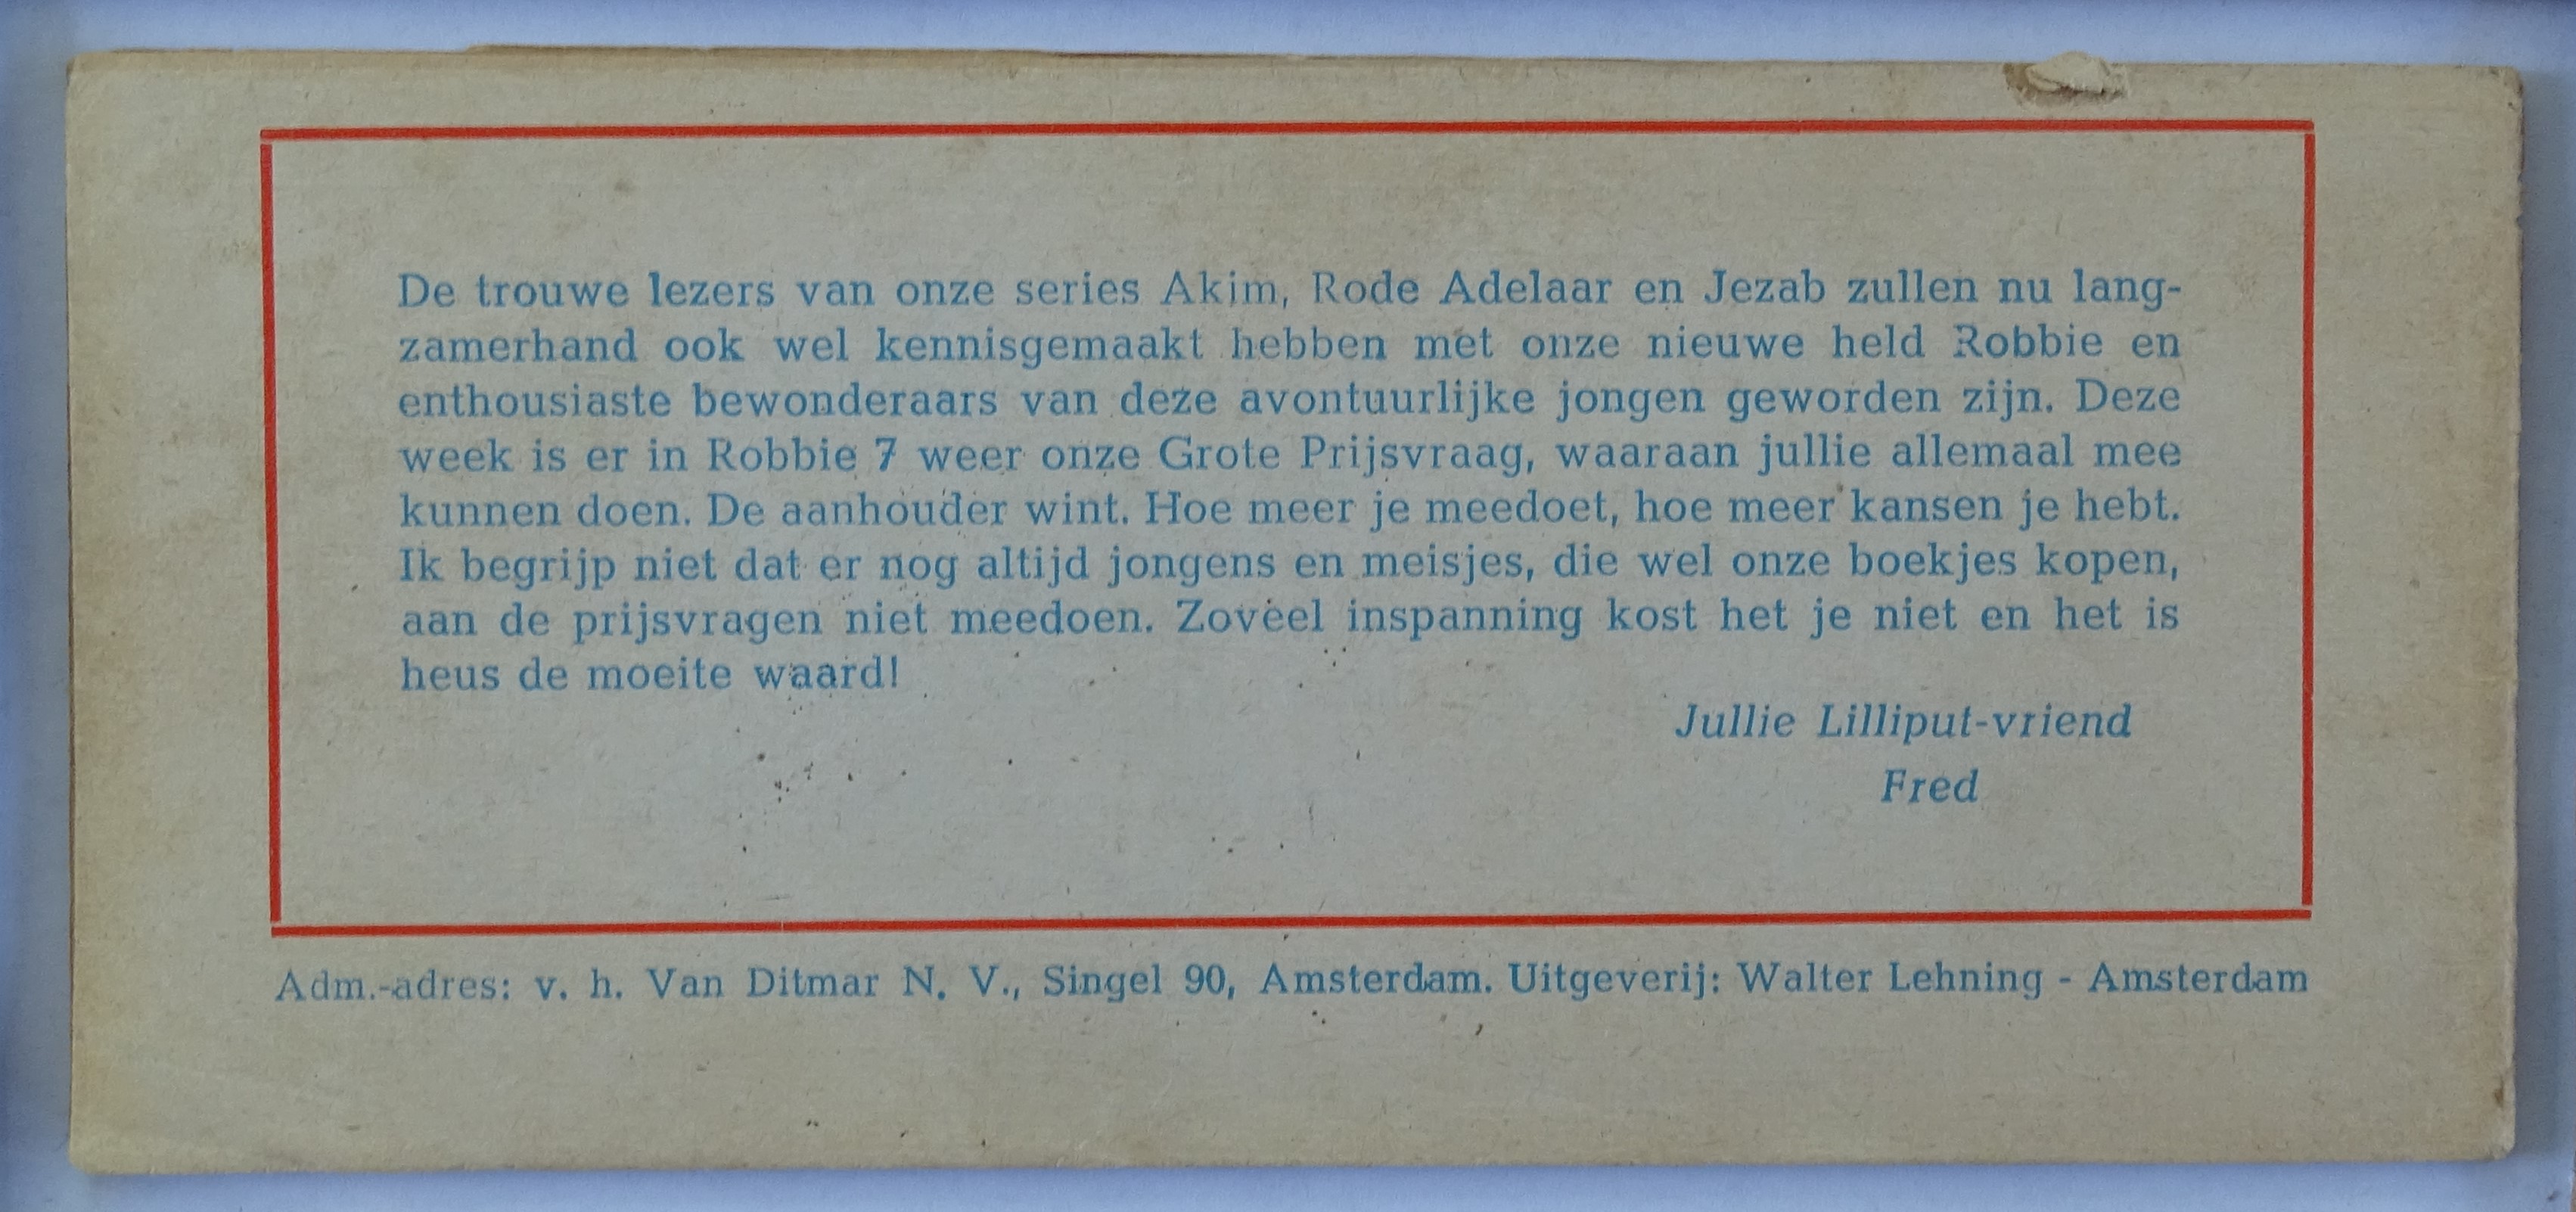 De trouwe lezers van onze series Akim, Rode Adelaar en Jezab zullen nu lang-
zamerhand ook wel kennisgemaakt hebben met onze nieuwe held Robbie en
enthousiaste bewonderaars van deze avontuurlijke jongen geworden zijn. Deze
week is er in Robbie 7 weer onze Grote Prijsvraag, waaraan jullie allemaal mee
kunnen doen. De aanhouder wint. Hoe meer je meedoet, hoe meer kansen je hebt.
Ik begrijp niet dat er nog altijd jongens en meisjes, die wel onze boekjes kopen,
aan de prijsvragen niet meedoen. Zoveel inspanning kost het je niet en het is
heus de moeite waard!
Jullie Lilliput-vriend
Fred
Adm.-adres: v. h. Van Ditmar N. V., Singel 90, Amsterdam. Uitgeverij: Walter Lehning - Amsterdam